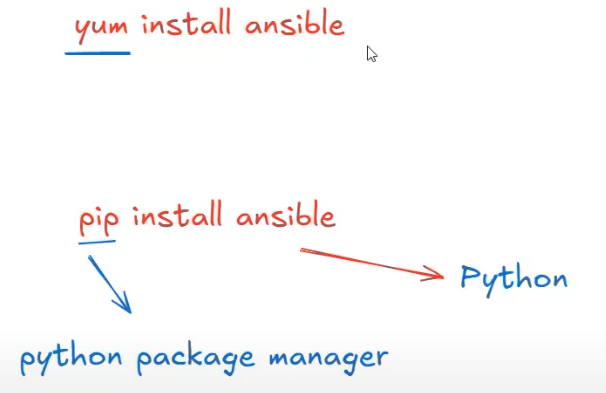 yum install ansible
pip install ansible
Python
python package manager